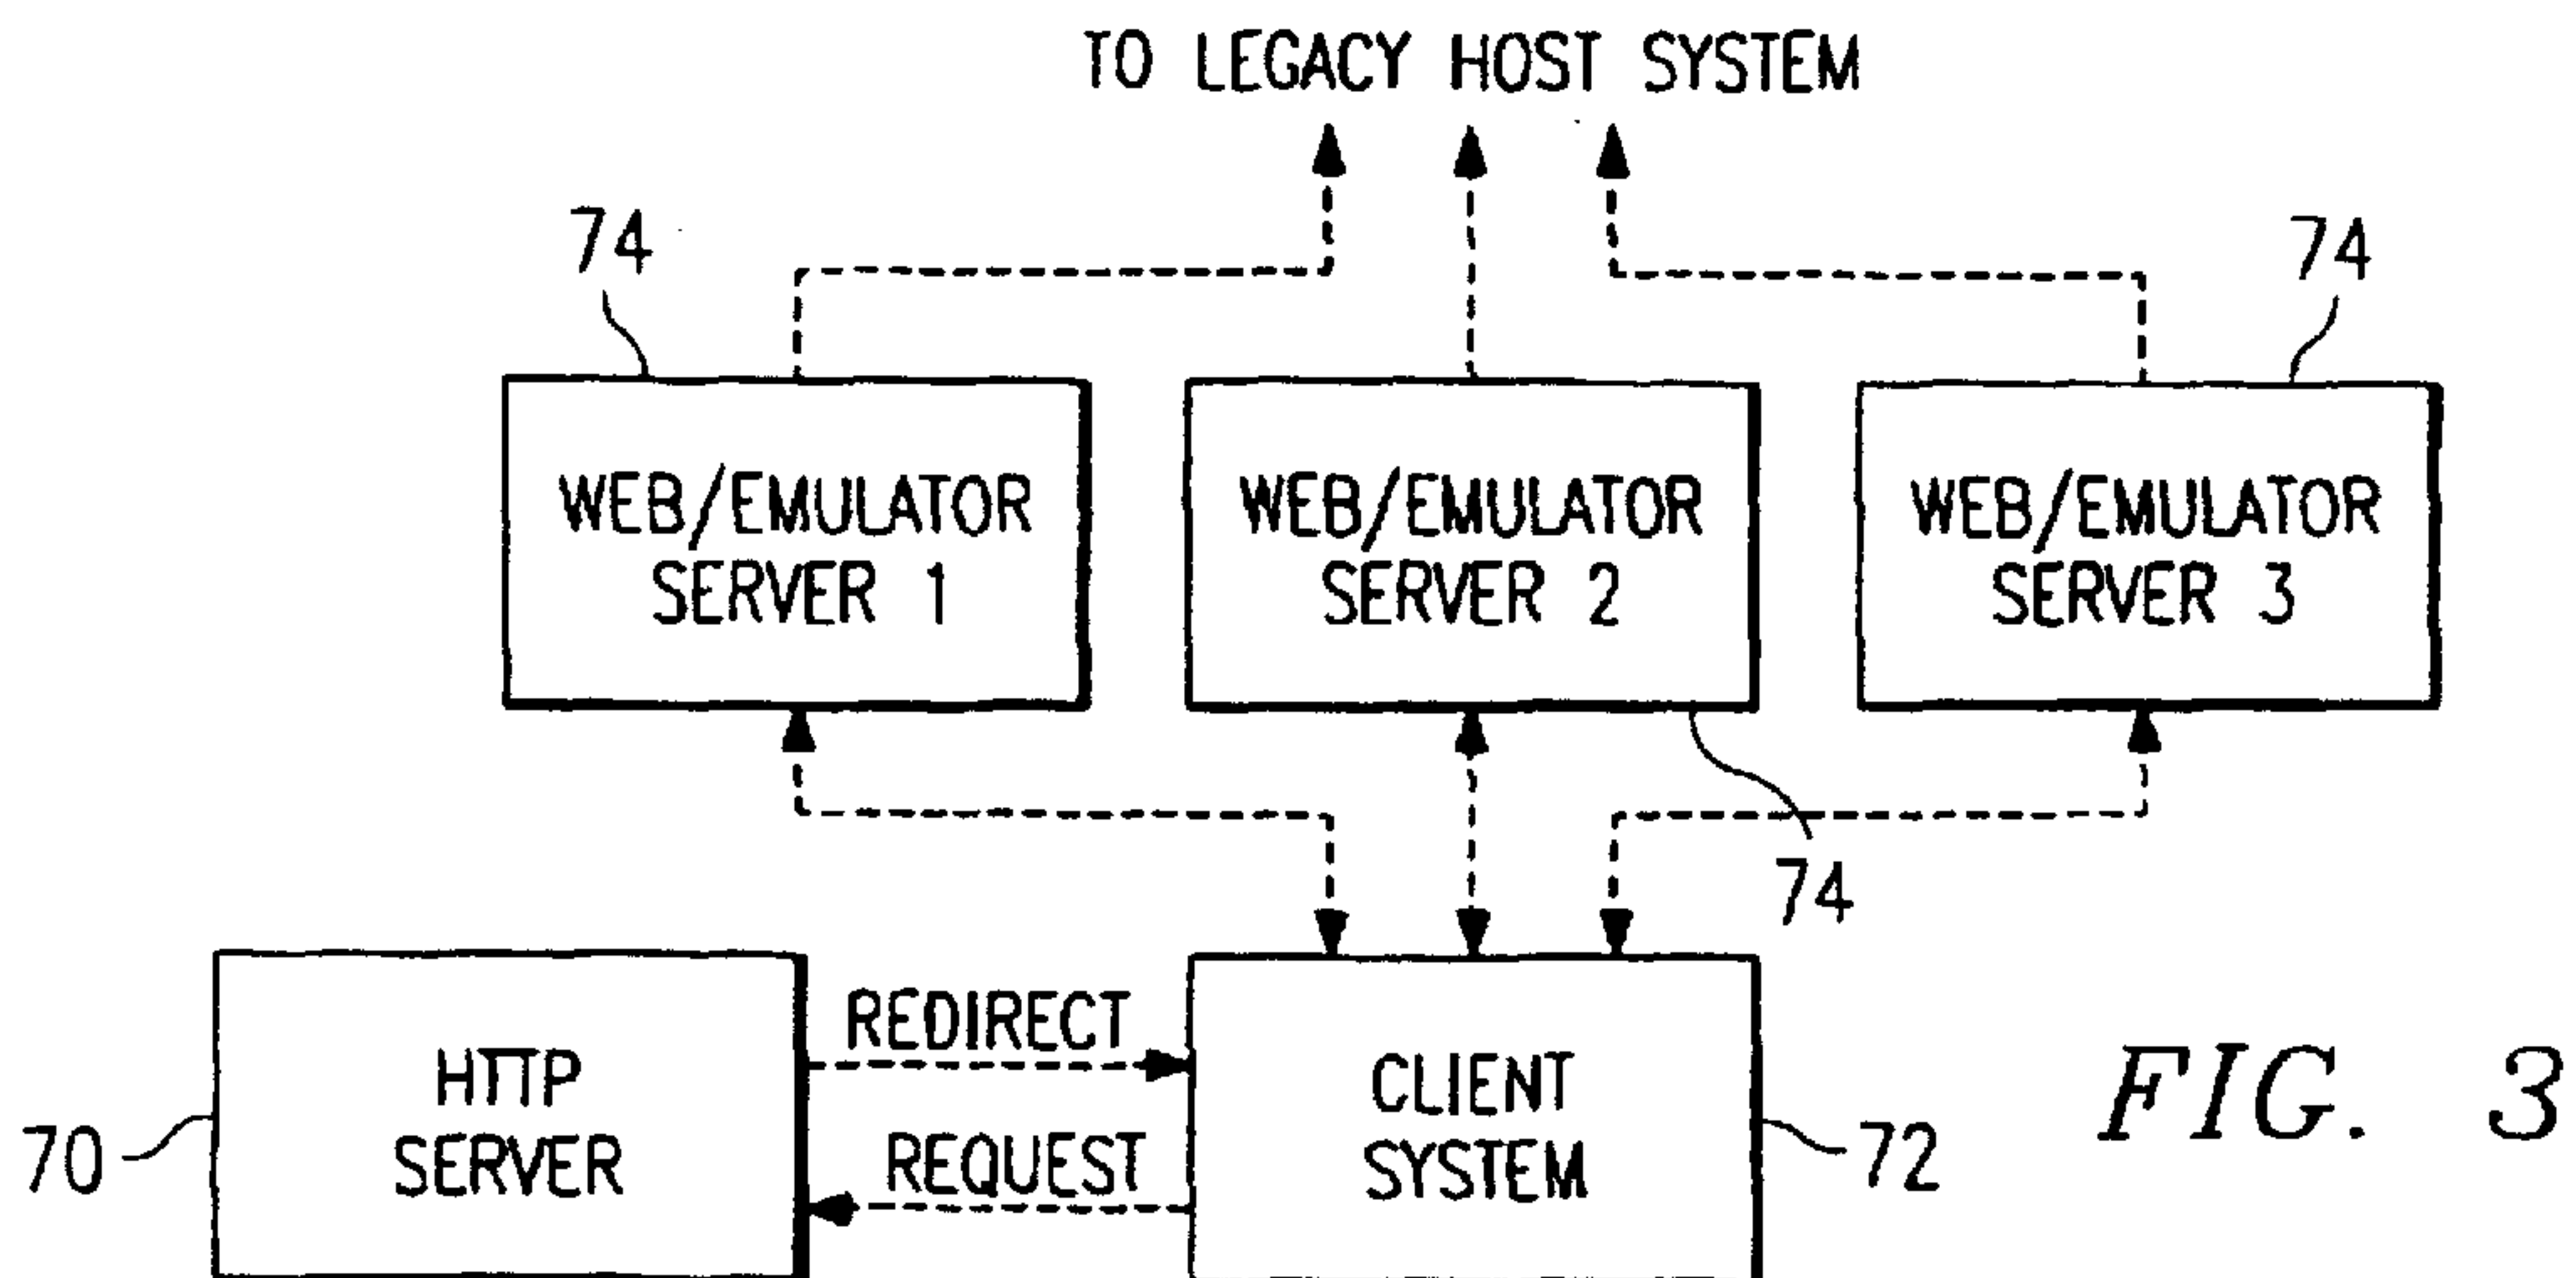 TO LEGACY HOST SYSTEM
74
74
WEB/EMULATOR
SERVER 1
WEB/EMULATOR
SERVER 2
WEB/EMULATOR
SERVER 3
74
HTTP
SERVER
70
REDIRECT
REQUEST
CLIENT
SYSTEM
72
FIG. 3